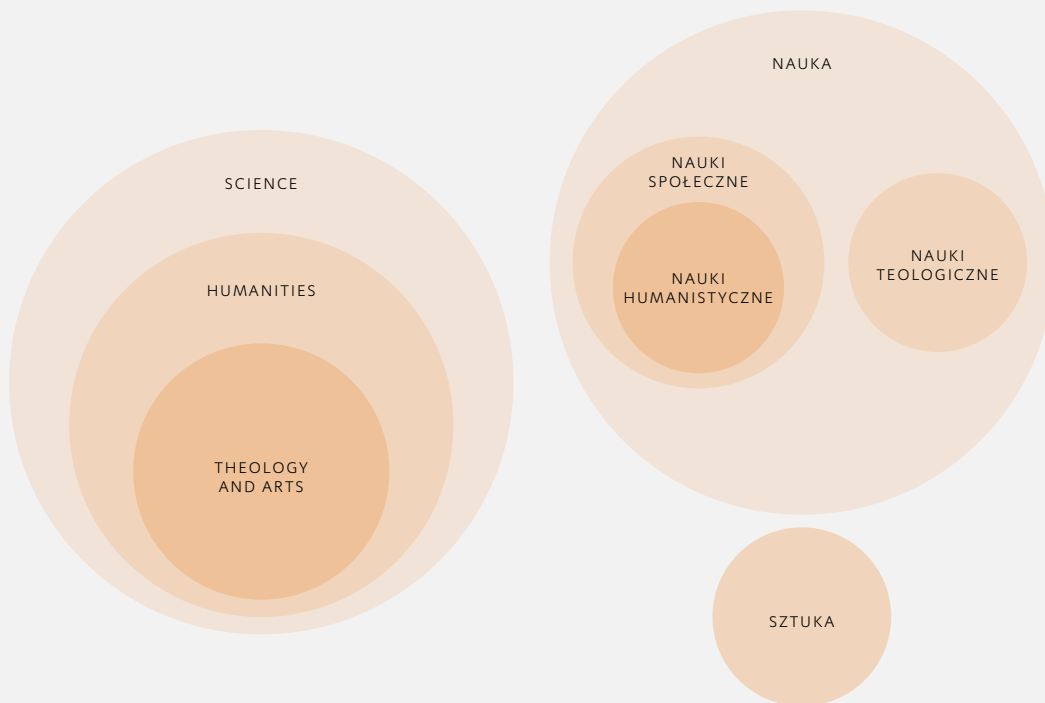 SCIENCE
HUMANITIES
THEOLOGY
AND ARTS
NAUKA
NAUKI
SPOŁECZNE
NAUKI
HUMANISTYCZNE
NAUKI
TEOLOGICZNE
SZTUKA